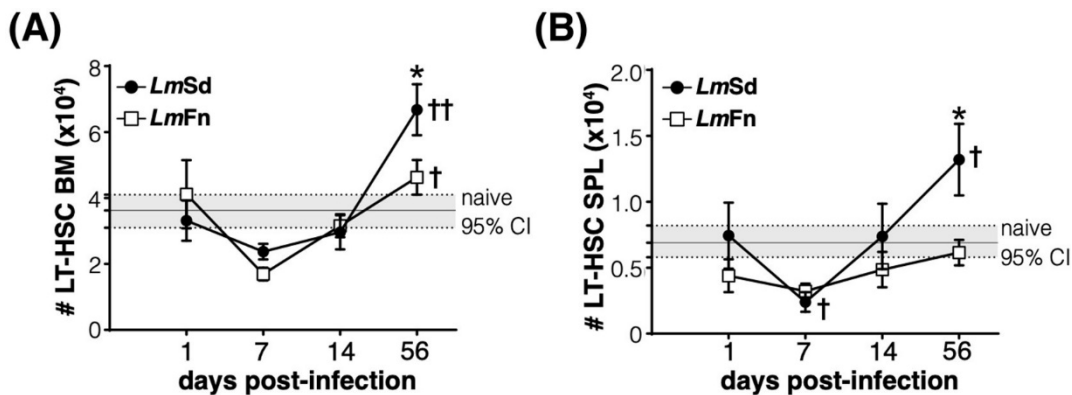 (A)
# LT-HSC BM (x10⁴)
8
6
4
2
0
LmSd
LmFn
*
††
†
naive
95% CI
1 7 14 56
days post-infection
(B)
# LT-HSC SPL (x10⁴)
2.0
1.5
1.0
0.5
0
LmSd
LmFn
*
†
†
naive
95% CI
1 7 14 56
days post-infection